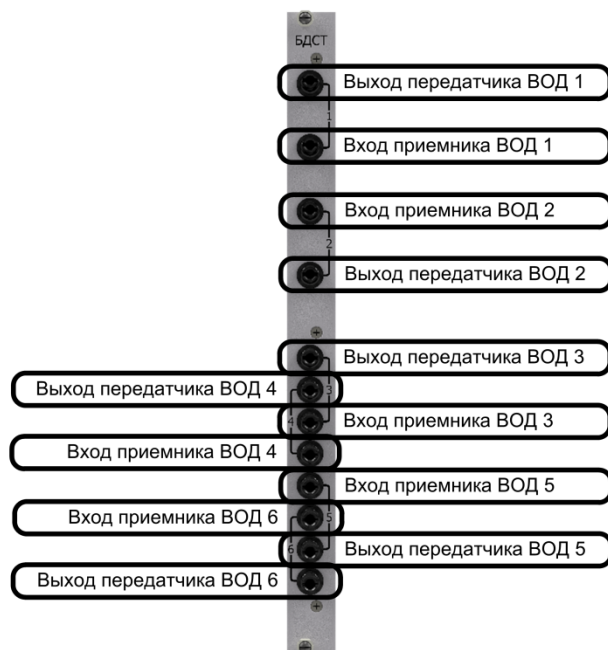 БДСТ
Выход передатчика ВОД 1
1
Вход приемника ВОД 1
Вход приемника ВОД 2
2
Выход передатчика ВОД 2
Выход передатчика ВОД 3
Выход передатчика ВОД 4
3
4
Вход приемника ВОД 3
Вход приемника ВОД 4
Вход приемника ВОД 5
Вход приемника ВОД 6
5
6
Выход передатчика ВОД 5
Выход передатчика ВОД 6